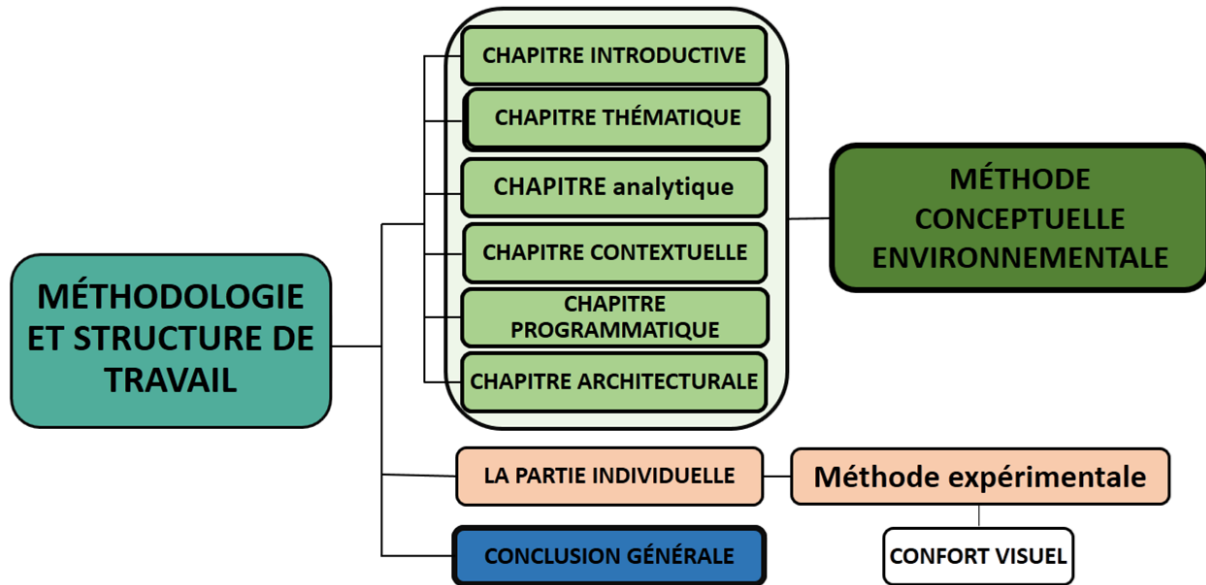 MÉTHODOLOGIE
ET STRUCTURE DE
TRAVAIL
CHAPITRE INTRODUCTIVE
CHAPITRE THÉMATIQUE
CHAPITRE analytique
CHAPITRE CONTEXTUELLE
CHAPITRE
PROGRAMMATIQUE
CHAPITRE ARCHITECTURALE
MÉTHODE
CONCEPTUELLE
ENVIRONNEMENTALE
LA PARTIE INDIVIDUELLE
Méthode expérimentale
CONFORT VISUEL
CONCLUSION GÉNÉRALE